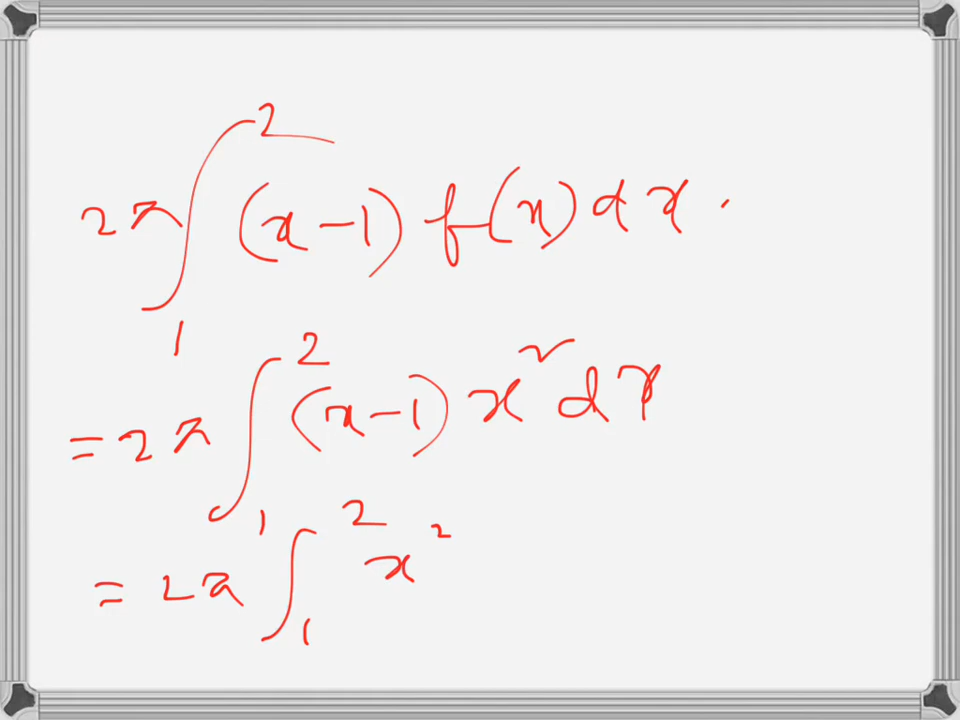 2π ∫₁² (x-1) f(x) dx.
= 2π ∫₁² (x-1) x² dx
= 2π ∫₁² x²